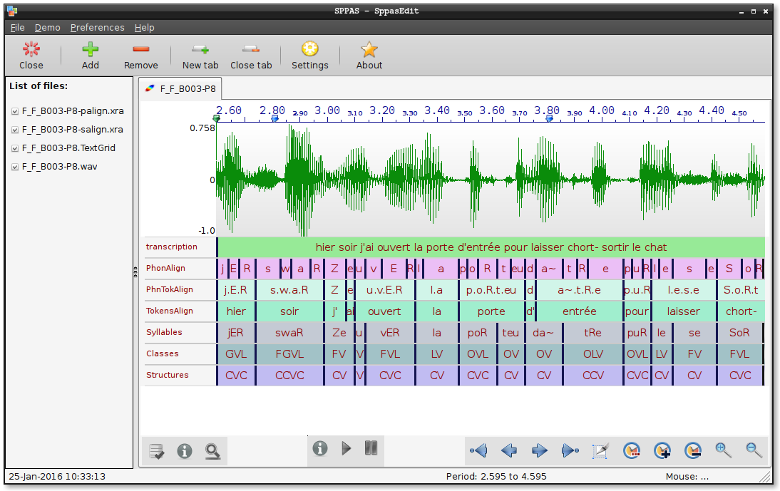 SPPAS - SppasEdit
File Demo Preferences Help
Close Add Remove New tab Close tab Settings About
List of files:
F_F_B003-P8-palign.xra
F_F_B003-P8-salign.xra
F_F_B003-P8.TextGrid
F_F_B003-P8.wav
F_F_B003-P8
2.60 2.80 2.90 3.00 3.10 3.20 3.30 3.40 3.50 3.60 3.70 3.80 3.90 4.00 4.10 4.20 4.30 4.40 4.50
0.758
0
-1.0
transcription hier soir j'ai ouvert la porte d'entrée pour laisser chort- sortir le chat
PhonAlign j E R s w a R Z e u v E R l a p o R t eu d a~ t R e p u R l e s e S o R
PhnTokAlign j.E.R s.w.a.R Z e u.v.E.R l.a p.o.R.t.eu d a~.t.R.e p.u.R l.e.s.e S.o.R.t
TokensAlign hier soir j' ai ouvert la porte d' entrée pour laisser chort-
Syllables jER swaR Ze u vER la poR teu da~ tRe puR le se SoR
Classes GVL FGVL FV V FVL LV OVL OV OV OLV OVL LV FV FVL
Structures CVC CCVC CV V CVC CV CVC CV CV CCV CVC CV CV CVC
25-Jan-2016 10:33:13 Period: 2.595 to 4.595 Mouse: ...